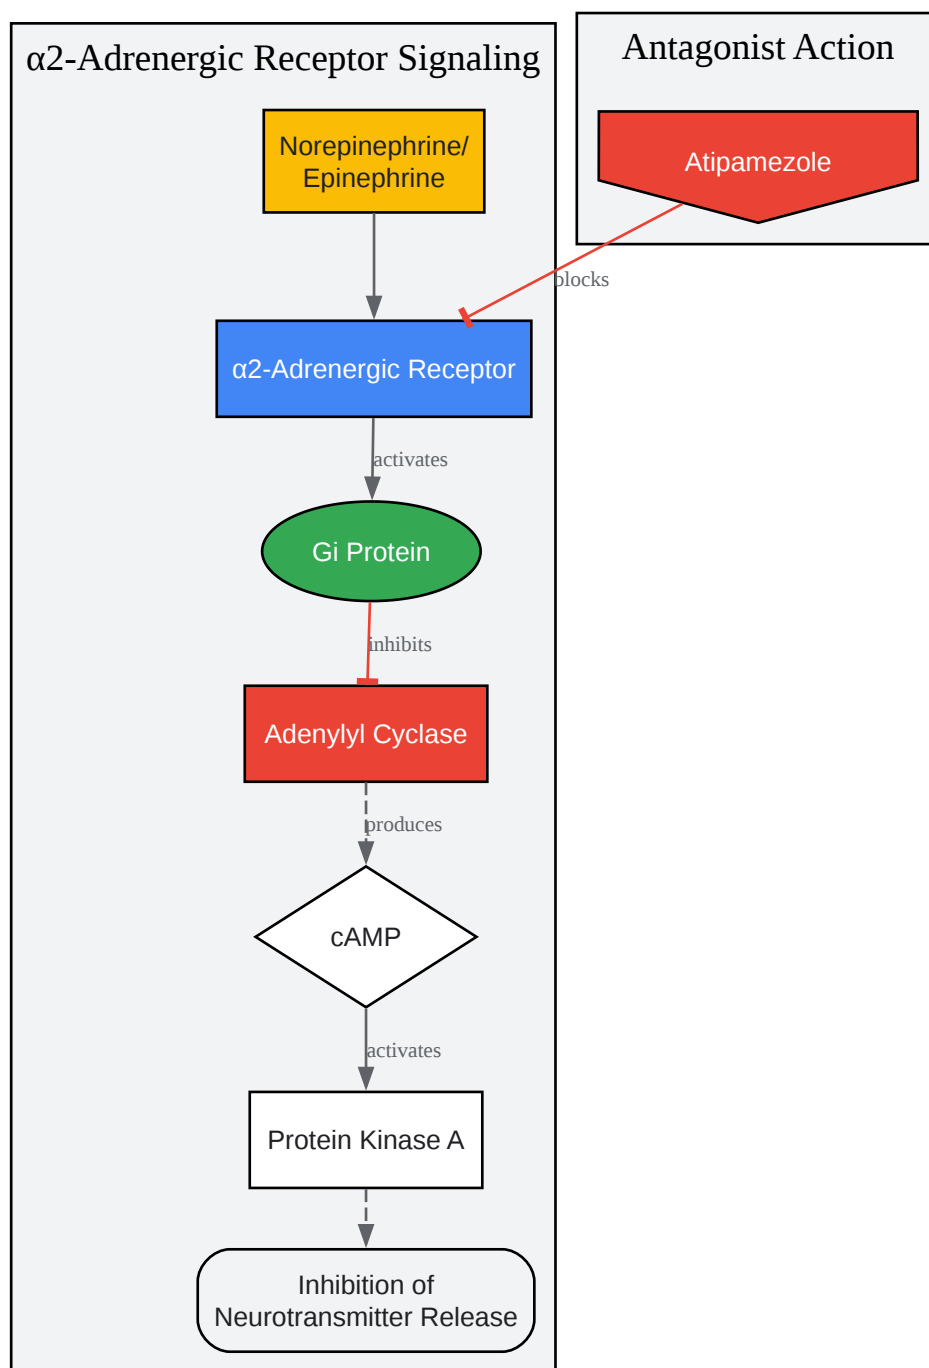 α2-Adrenergic Receptor Signaling
Antagonist Action
Norepinephrine/
Epinephrine
Atipamezole
blocks
α2-Adrenergic Receptor
activates
Gi Protein
inhibits
Adenylyl Cyclase
produces
cAMP
activates
Protein Kinase A
Inhibition of
Neurotransmitter Release